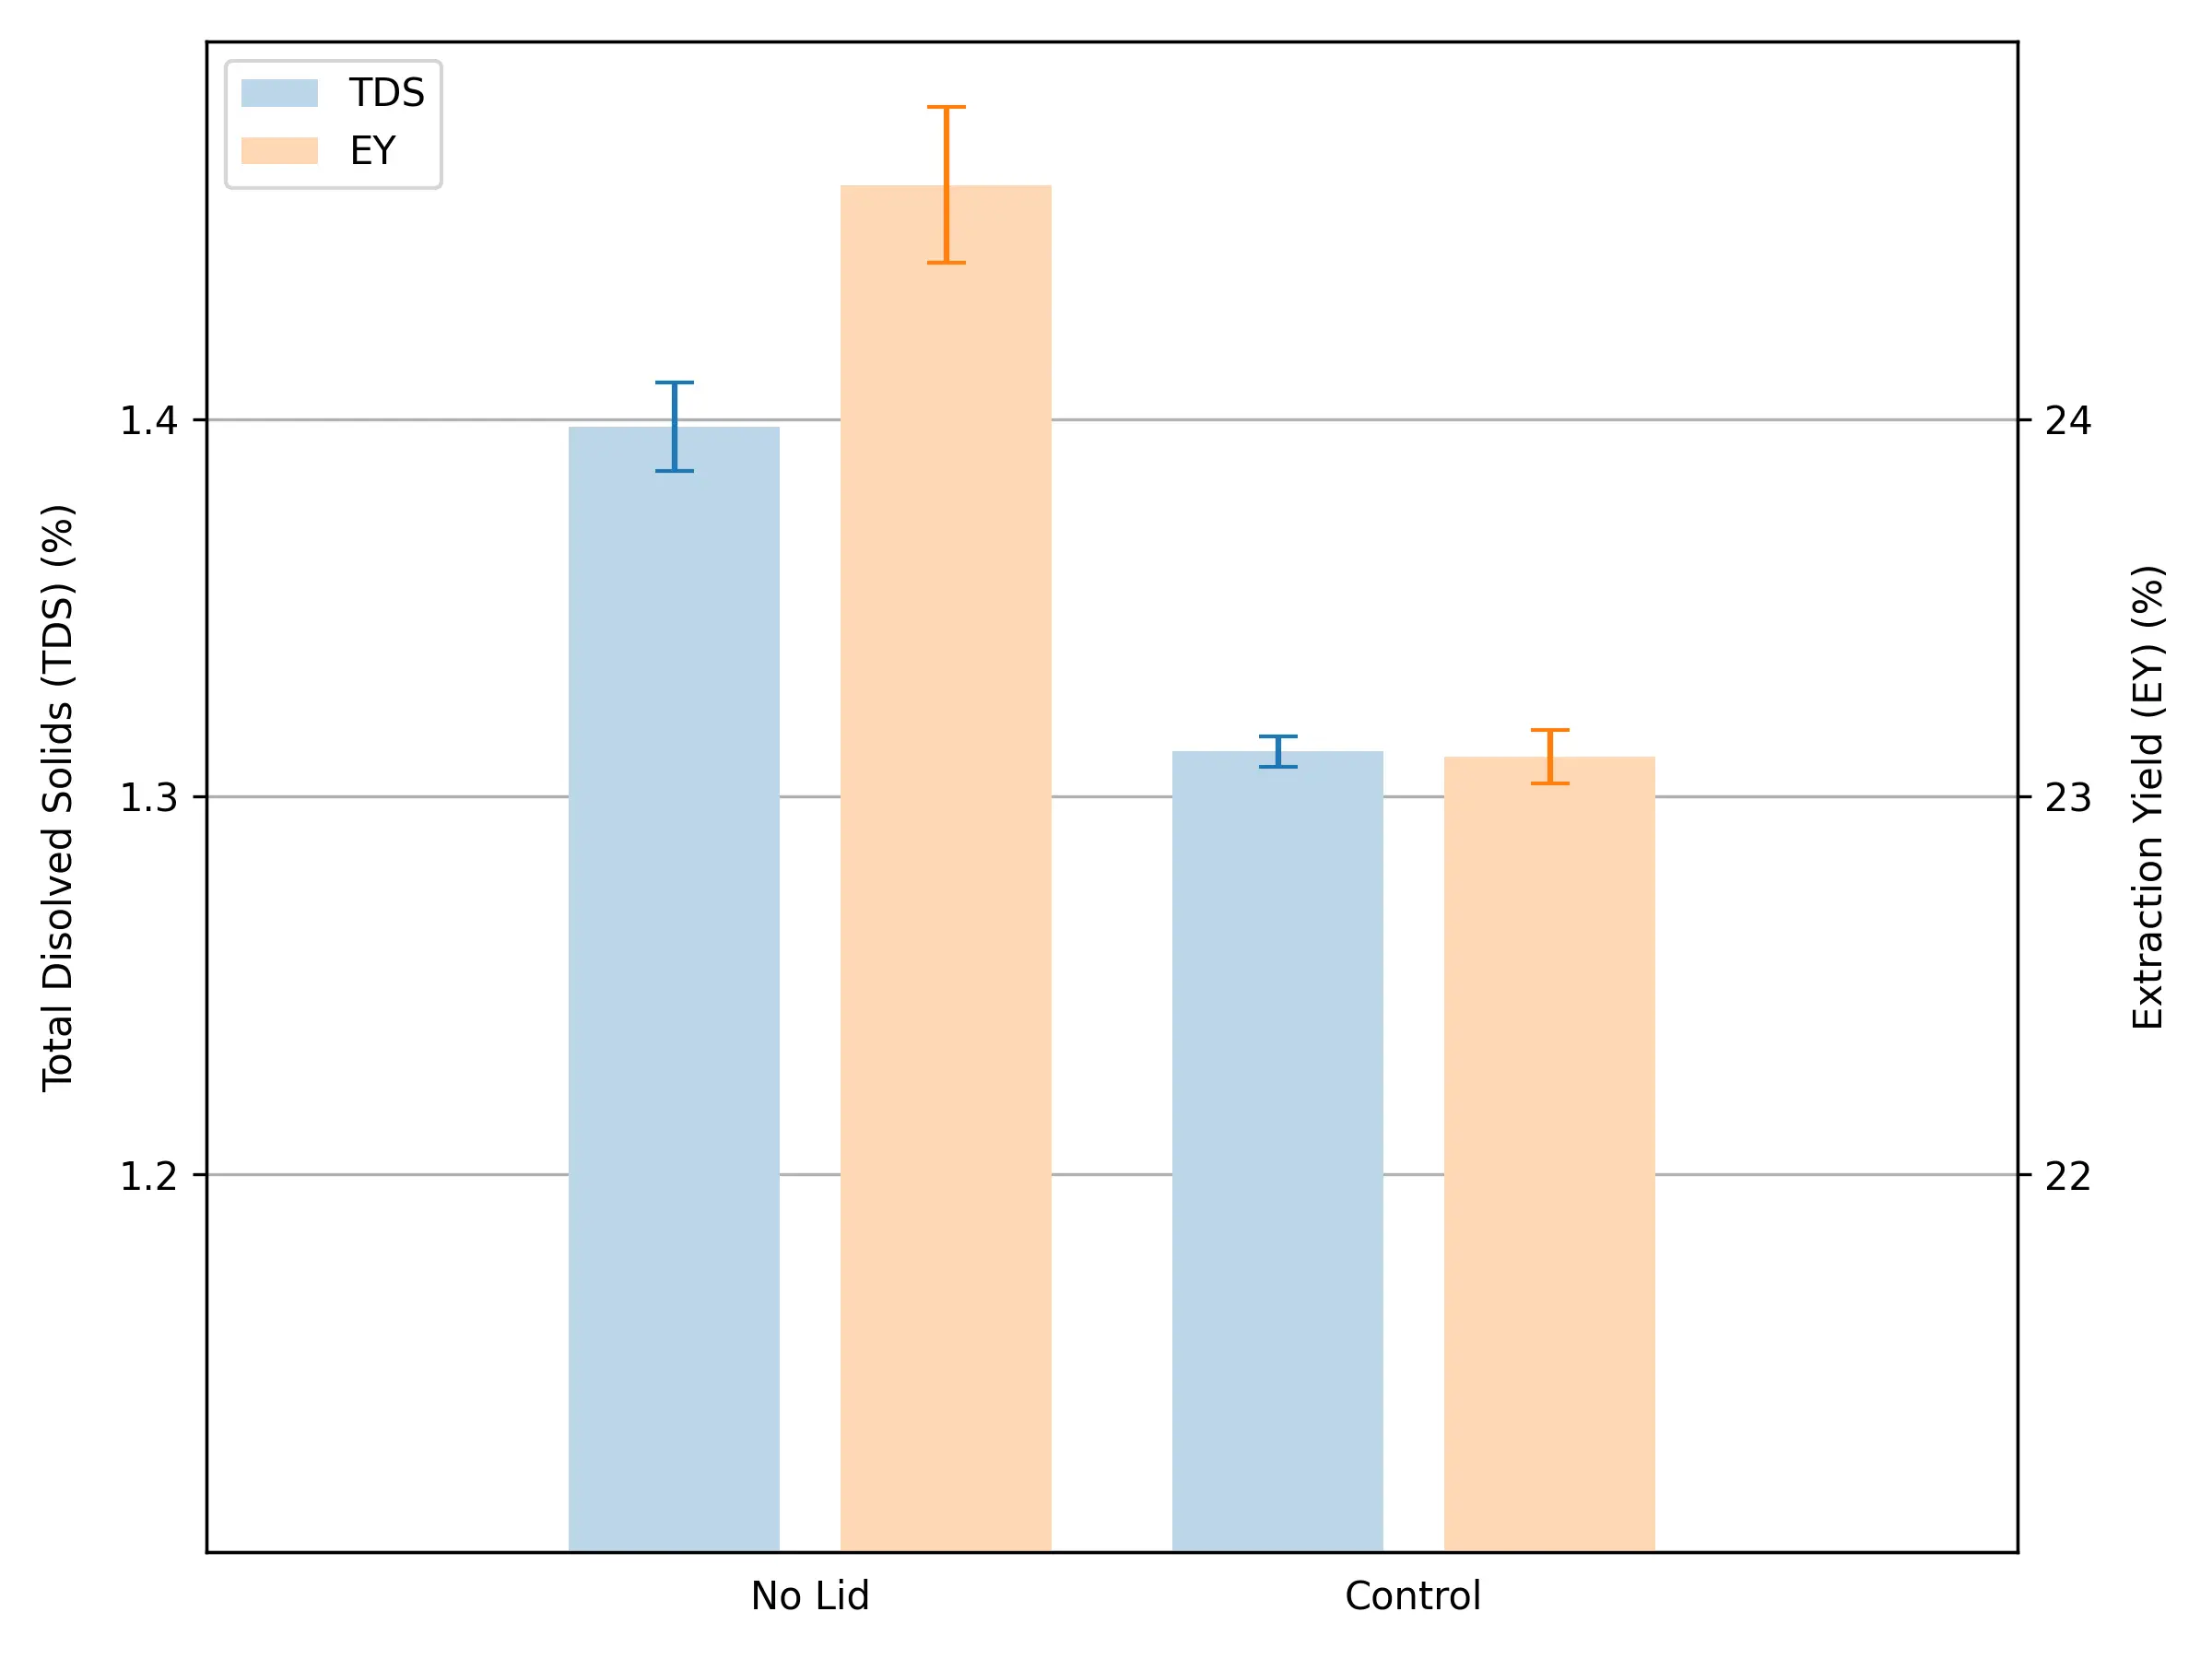 TDS
EY
Total Disolved Solids (TDS) (%)
1.4
1.3
1.2
24
23
22
Extraction Yield (EY) (%)
No Lid
Control